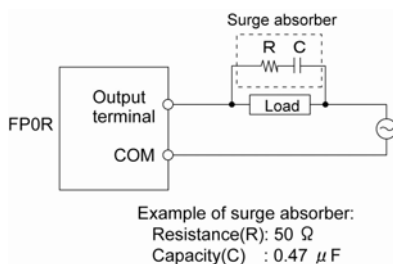 Surge absorber
R C
Output
terminal
Load
FP0R
COM
Example of surge absorber:
Resistance(R): 50 Ω
Capacity(C) : 0.47 μF